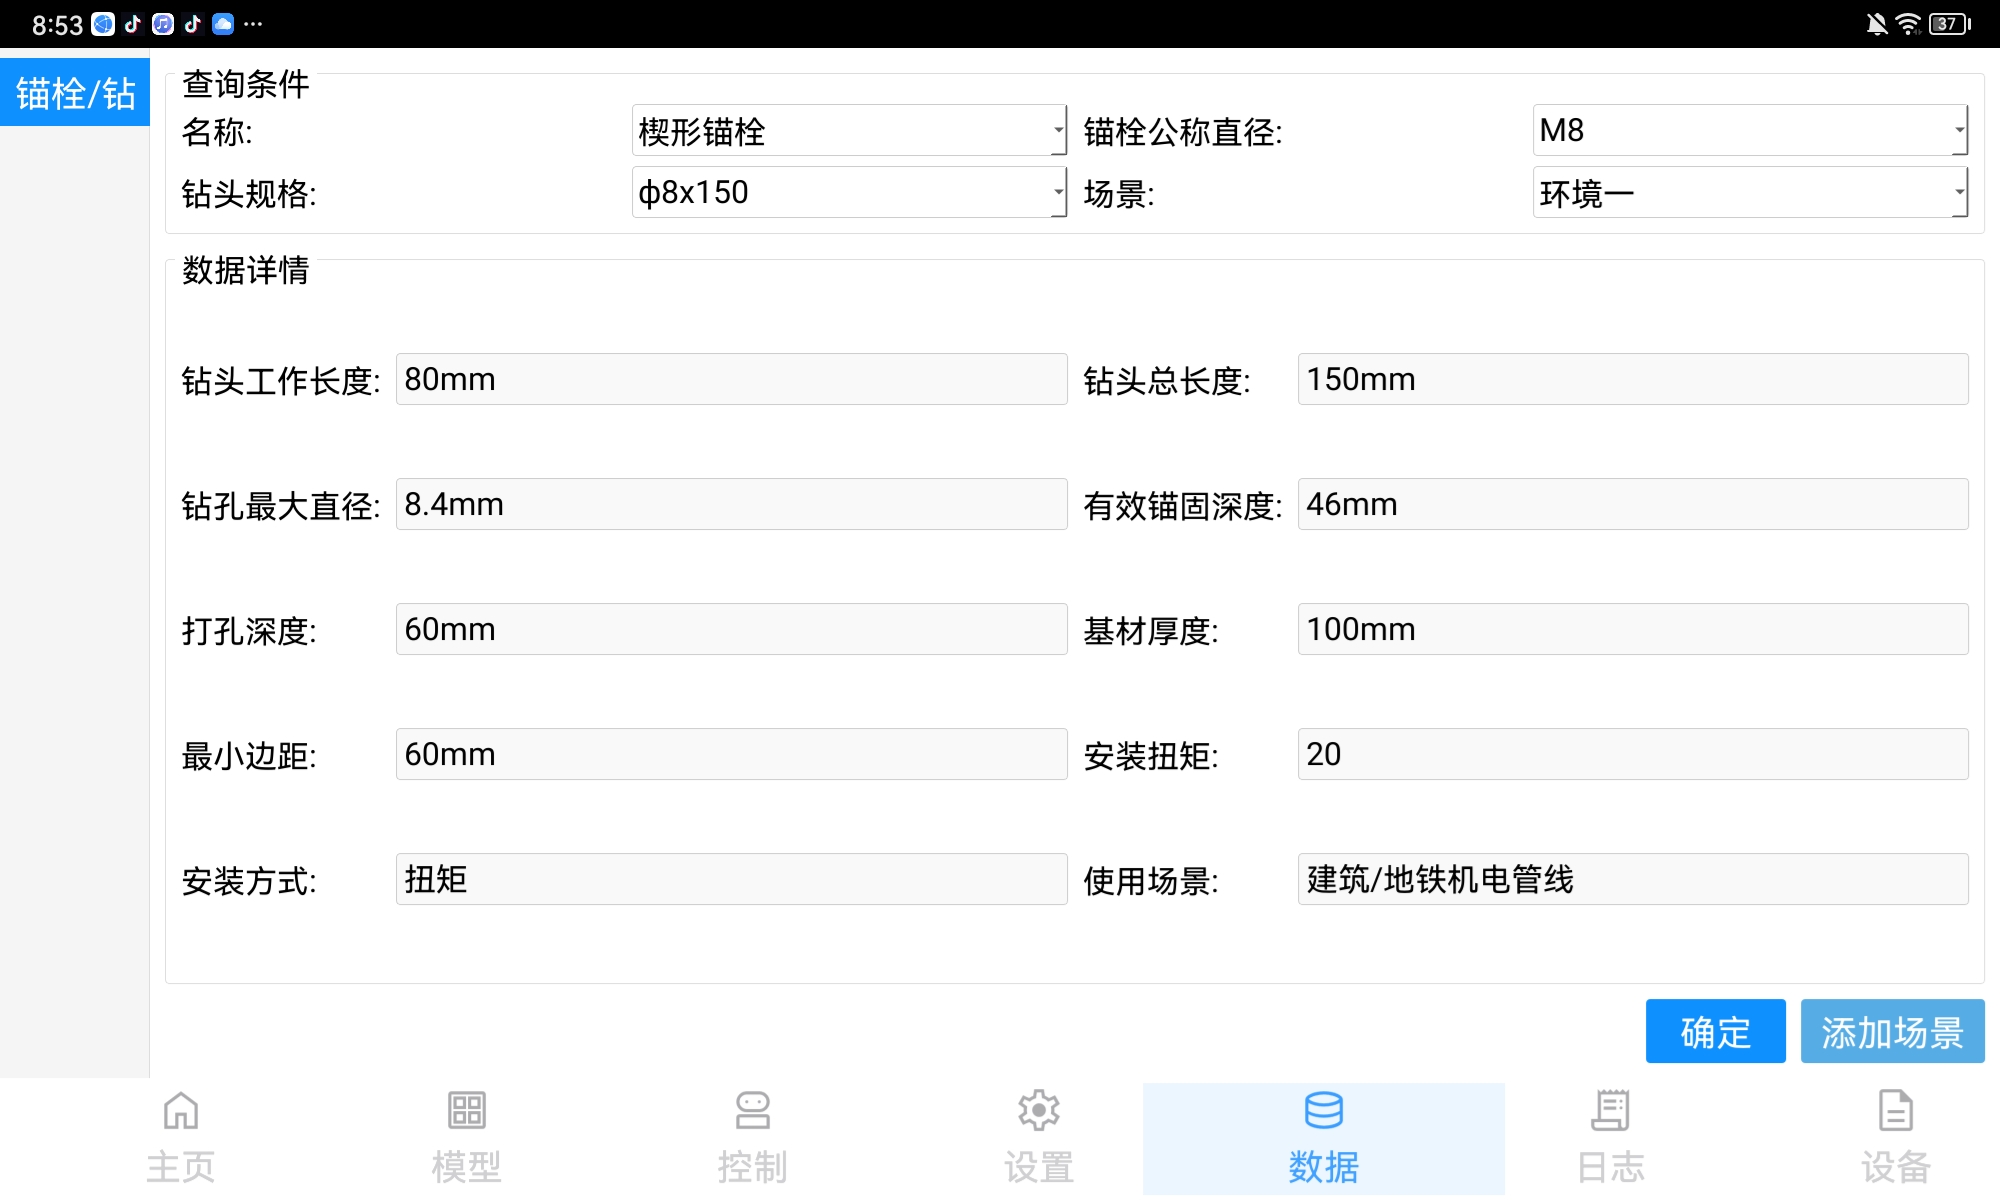 8:53
37
锚栓/钻
查询条件
名称: 楔形锚栓 锚栓公称直径: M8
钻头规格: ф8x150 场景: 环境一
数据详情
钻头工作长度: 80mm 钻头总长度: 150mm
钻孔最大直径: 8.4mm 有效锚固深度: 46mm
打孔深度: 60mm 基材厚度: 100mm
最小边距: 60mm 安装扭矩: 20
安装方式: 扭矩 使用场景: 建筑/地铁机电管线
确定 添加场景
主页 模型 控制 设置 数据 日志 设备